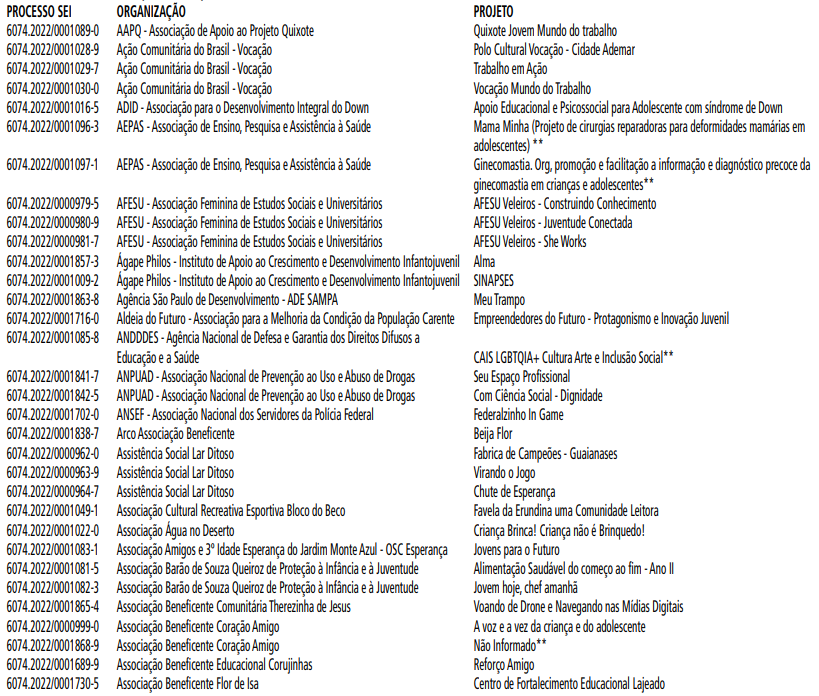 PROCESSO SEI ORGANIZAÇÃO PROJETO
6074.2022/0001089-0 AAPQ - Associação de Apoio ao Projeto Quixote Quixote Jovem Mundo do trabalho
6074.2022/0001028-9 Ação Comunitária do Brasil - Vocação Polo Cultural Vocação - Cidade Ademar
6074.2022/0001029-7 Ação Comunitária do Brasil - Vocação Trabalho em Ação
6074.2022/0001030-0 Ação Comunitária do Brasil - Vocação Vocação Mundo do Trabalho
6074.2022/0001016-5 ADID - Associação para o Desenvolvimento Integral do Down Apoio Educacional e Psicossocial para Adolescente com síndrome de Down
6074.2022/0001096-3 AEPAS - Associação de Ensino, Pesquisa e Assistência à Saúde Mama Minha (Projeto de cirurgias reparadoras para deformidades mamárias em
adolescentes) **
6074.2022/0001097-1 AEPAS - Associação de Ensino, Pesquisa e Assistência à Saúde Ginecomastia. Org, promoção e facilitação a informação e diagnóstico precoce da
ginecomastia em crianças e adolescentes**
6074.2022/0000979-5 AFESU - Associação Feminina de Estudos Sociais e Universitários AFESU Veleiros - Construindo Conhecimento
6074.2022/0000980-9 AFESU - Associação Feminina de Estudos Sociais e Universitários AFESU Veleiros - Juventude Conectada
6074.2022/0000981-7 AFESU - Associação Feminina de Estudos Sociais e Universitários AFESU Veleiros - She Works
6074.2022/0001857-3 Ágape Philos - Instituto de Apoio ao Crescimento e Desenvolvimento Infantojuvenil Alma
6074.2022/0001009-2 Ágape Philos - Instituto de Apoio ao Crescimento e Desenvolvimento Infantojuvenil SINAPSES
6074.2022/0001863-8 Agência São Paulo de Desenvolvimento - ADE SAMPA Meu Trampo
6074.2022/0001716-0 Aldeia do Futuro - Associação para a Melhoria da Condição da População Carente Empreendedores do Futuro - Protagonismo e Inovação Juvenil
6074.2022/0001085-8 ANDDDES - Agência Nacional de Defesa e Garantia dos Direitos Difusos a
Educação e a Saúde CAIS LGBTQIA+ Cultura Arte e Inclusão Social**
6074.2022/0001841-7 ANPUAD - Associação Nacional de Prevenção ao Uso e Abuso de Drogas Seu Espaço Profissional
6074.2022/0001842-5 ANPUAD - Associação Nacional de Prevenção ao Uso e Abuso de Drogas Com Ciência Social - Dignidade
6074.2022/0001702-0 ANSEF - Associação Nacional dos Servidores da Polícia Federal Federalzinho In Game
6074.2022/0001838-7 Arco Associação Beneficente Beija Flor
6074.2022/0000962-0 Assistência Social Lar Ditoso Fabrica de Campeões - Guaianases
6074.2022/0000963-9 Assistência Social Lar Ditoso Virando o Jogo
6074.2022/0000964-7 Assistência Social Lar Ditoso Chute de Esperança
6074.2022/0001049-1 Associação Cultural Recreativa Esportiva Bloco do Beco Favela da Erundina uma Comunidade Leitora
6074.2022/0001022-0 Associação Água no Deserto Criança Brinca! Criança não é Brinquedo!
6074.2022/0001083-1 Associação Amigos e 3º Idade Esperança do Jardim Monte Azul - OSC Esperança Jovens para o Futuro
6074.2022/0001081-5 Associação Barão de Souza Queiroz de Proteção à Infância e à Juventude Alimentação Saudável do começo ao fim - Ano II
6074.2022/0001082-3 Associação Barão de Souza Queiroz de Proteção à Infância e à Juventude Jovem hoje, chef amanhã
6074.2022/0001865-4 Associação Beneficente Comunitária Therezinha de Jesus Voando de Drone e Navegando nas Mídias Digitais
6074.2022/0000999-0 Associação Beneficente Coração Amigo A voz e a vez da criança e do adolescente
6074.2022/0001868-9 Associação Beneficente Coração Amigo Não Informado**
6074.2022/0001689-9 Associação Beneficente Educacional Corujinhas Reforço Amigo
6074.2022/0001730-5 Associação Beneficente Flor de Isa Centro de Fortalecimento Educacional Lajeado